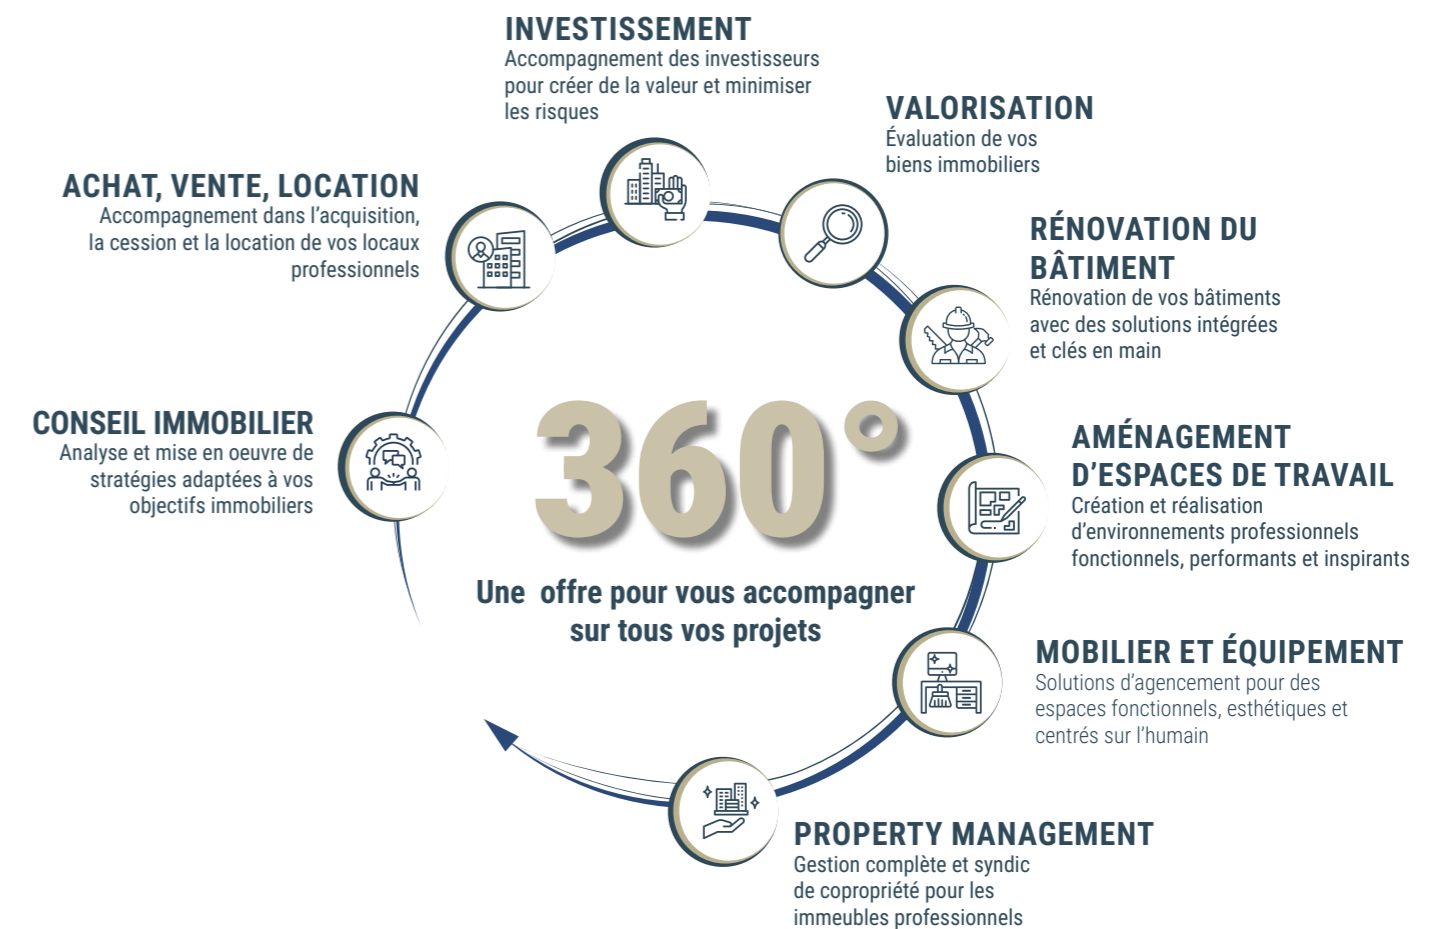 INVESTISSEMENT
Accompagnement des investisseurs
pour créer de la valeur et minimiser
les risques
VALORISATION
Évaluation de vos
biens immobiliers
ACHAT, VENTE, LOCATION
Accompagnement dans l'acquisition,
la cession et la location de vos locaux
professionnels
RÉNOVATION DU
BÂTIMENT
Rénovation de vos bâtiments
avec des solutions intégrées
et clés en main
CONSEIL IMMOBILIER
Analyse et mise en oeuvre de
stratégies adaptées à vos
objectifs immobiliers
360°
Une offre pour vous accompagner
sur tous vos projets
AMÉNAGEMENT
D'ESPACES DE TRAVAIL
Création et réalisation
d'environnements professionnels
fonctionnels, performants et inspirants
MOBILIER ET ÉQUIPEMENT
Solutions d'agencement pour des
espaces fonctionnels, esthétiques et
centrés sur l'humain
PROPERTY MANAGEMENT
Gestion complète et syndic
de copropriété pour les
immeubles professionnels